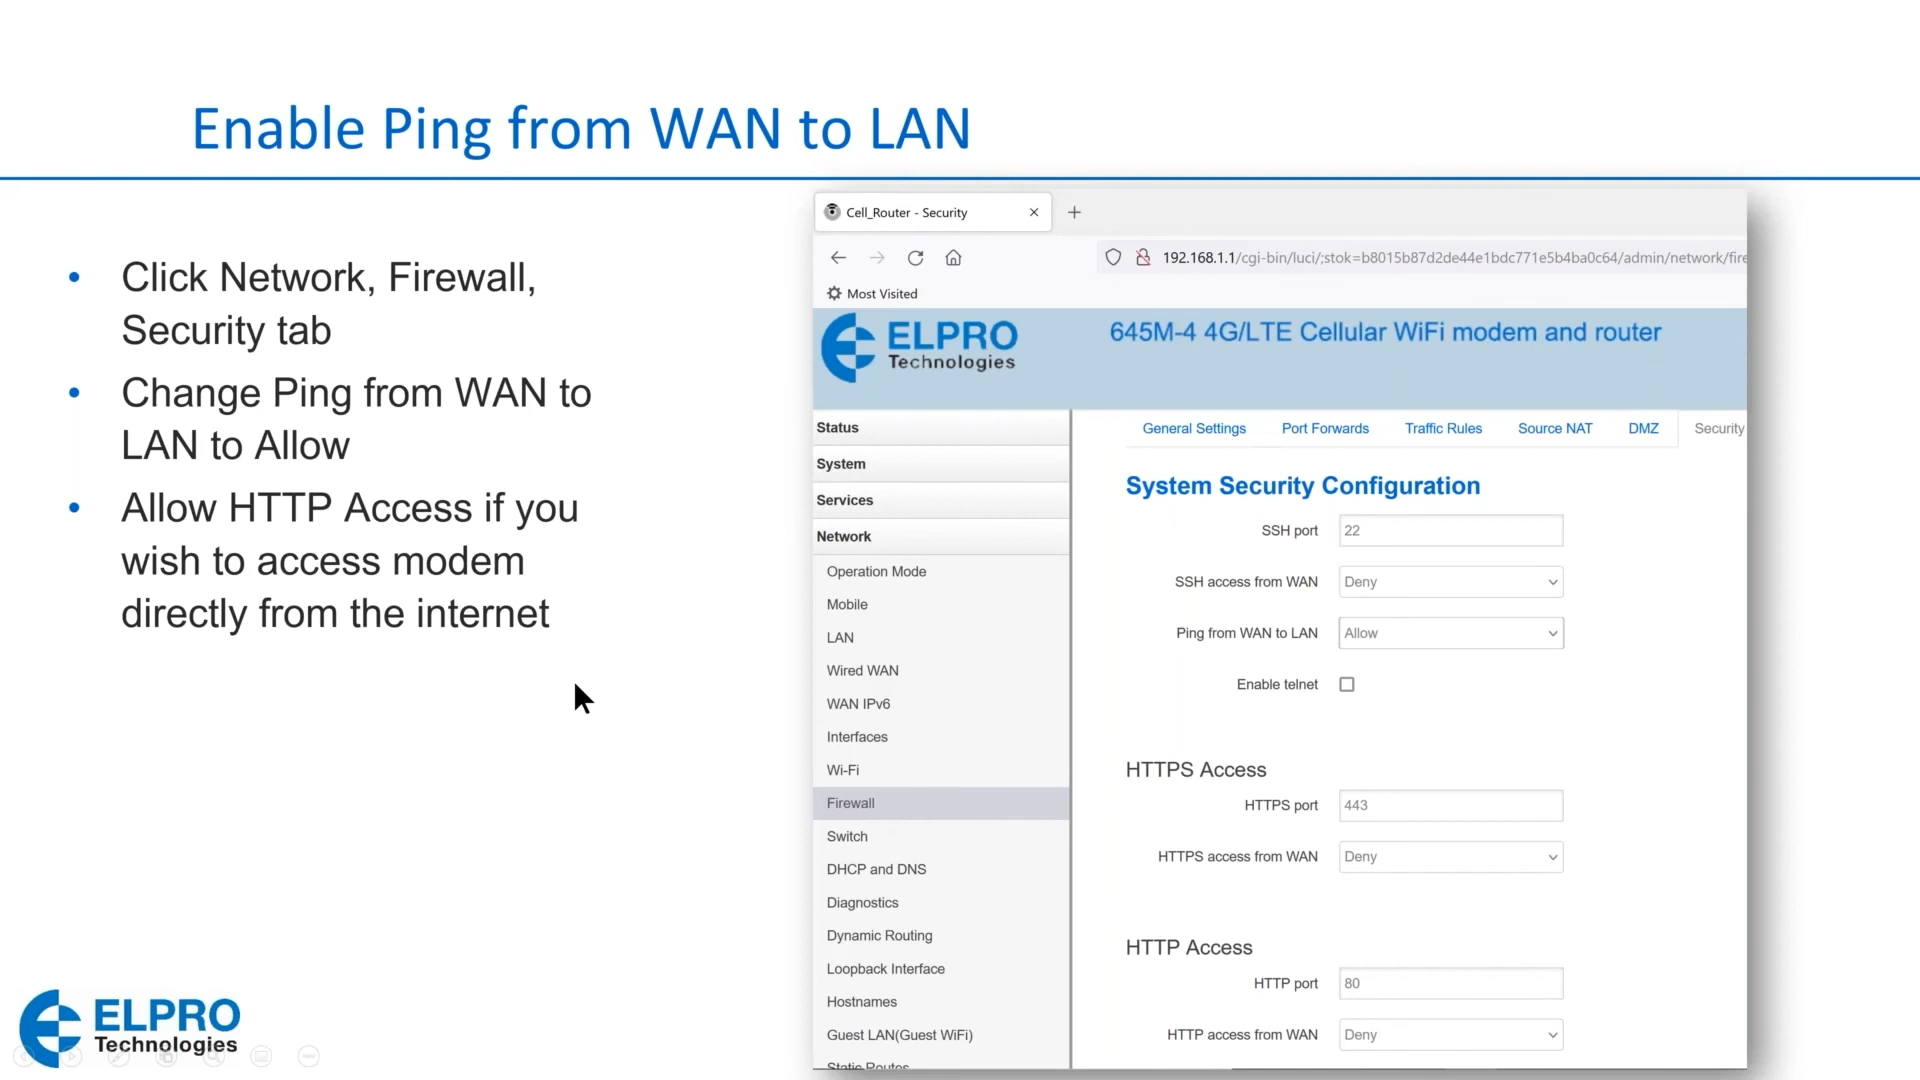 Enable Ping from WAN to LAN
• Click Network, Firewall,
Security tab
• Change Ping from WAN to
LAN to Allow
• Allow HTTP Access if you
wish to access modem
directly from the internet
ELPRO
Technologies
Cell_Router - Security
192.168.1.1/cgi-bin/luci/;stok=b8015b87d2de44e1bdc771e5b4ba0c64/admin/network/fire
Most Visited
ELPRO
Technologies
645M-4 4G/LTE Cellular WiFi modem and router
Status
System
Services
Network
Operation Mode
Mobile
LAN
Wired WAN
WAN IPv6
Interfaces
Wi-Fi
Firewall
Switch
DHCP and DNS
Diagnostics
Dynamic Routing
Loopback Interface
Hostnames
Guest LAN(Guest WiFi)
Static Routes
General Settings Port Forwards Traffic Rules Source NAT DMZ Security
System Security Configuration
SSH port 22
SSH access from WAN Deny
Ping from WAN to LAN Allow
Enable telnet
HTTPS Access
HTTPS port 443
HTTPS access from WAN Deny
HTTP Access
HTTP port 80
HTTP access from WAN Deny